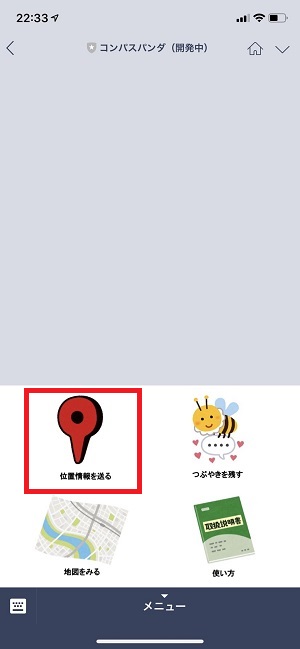 22:33
コンパスパンダ（開発中）
位置情報を送る
つぶやきを残す
取扱説明書
地図をみる
使い方
メニュー